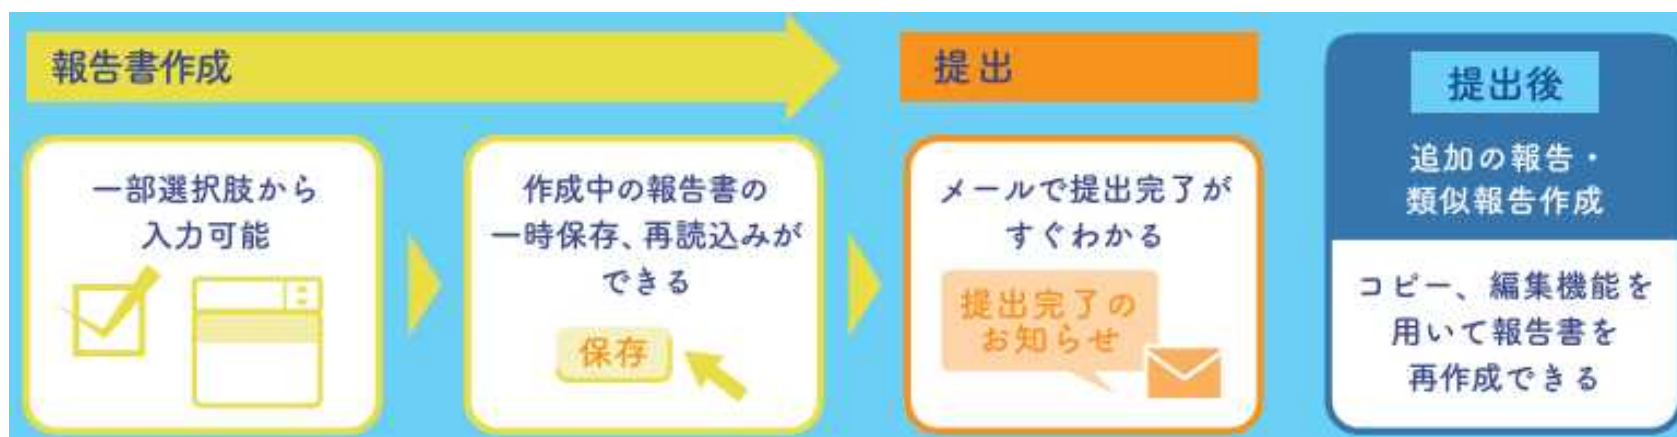 報告書作成
一部選択肢から
入力可能
作成中の報告書の
一時保存、再読込みが
できる
保存
提出
メールで提出完了が
すぐわかる
提出完了の
お知らせ
提出後
追加の報告・
類似報告作成
コピー、編集機能を
用いて報告書を
再作成できる